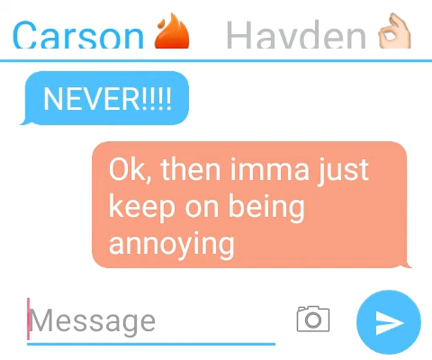 Carson🔥 Hayden👌🏻
NEVER!!!!
Ok, then imma just
keep on being
annoying
Message